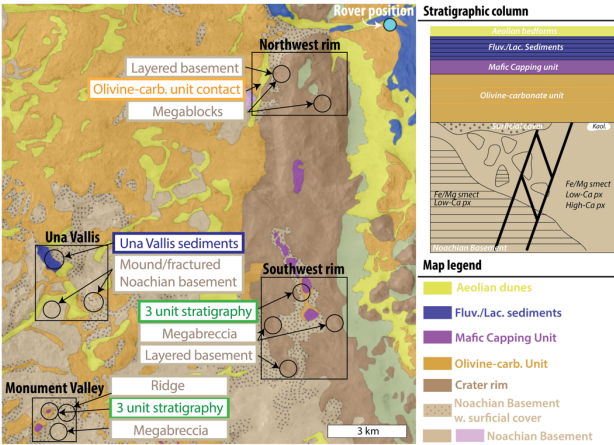 Rover position
Northwest rim
Layered basement
Olivine-carb. unit contact
Megablocks
Una Vallis
Una Vallis sediments
Mound/fractured
Noachian basement
Southwest rim
3 unit stratigraphy
Megabreccia
Layered basement
Monument Valley
Ridge
3 unit stratigraphy
Megabreccia
3 km
Stratigraphic column
Aeolian bedforms
Fluv./Lac. Sediments
Mafic Capping unit
Olivine-carbonate unit
Surficial cover
Kaol.
Fe/Mg smect
Low-Ca px
Fe/Mg smect
Low-Ca px
High-Ca px
Noachian Basement
Map legend
Aeolian dunes
Fluv./Lac. sediments
Mafic Capping Unit
Olivine-carb. Unit
Crater rim
Noachian Basement
w. surficial cover
Noachian Basement